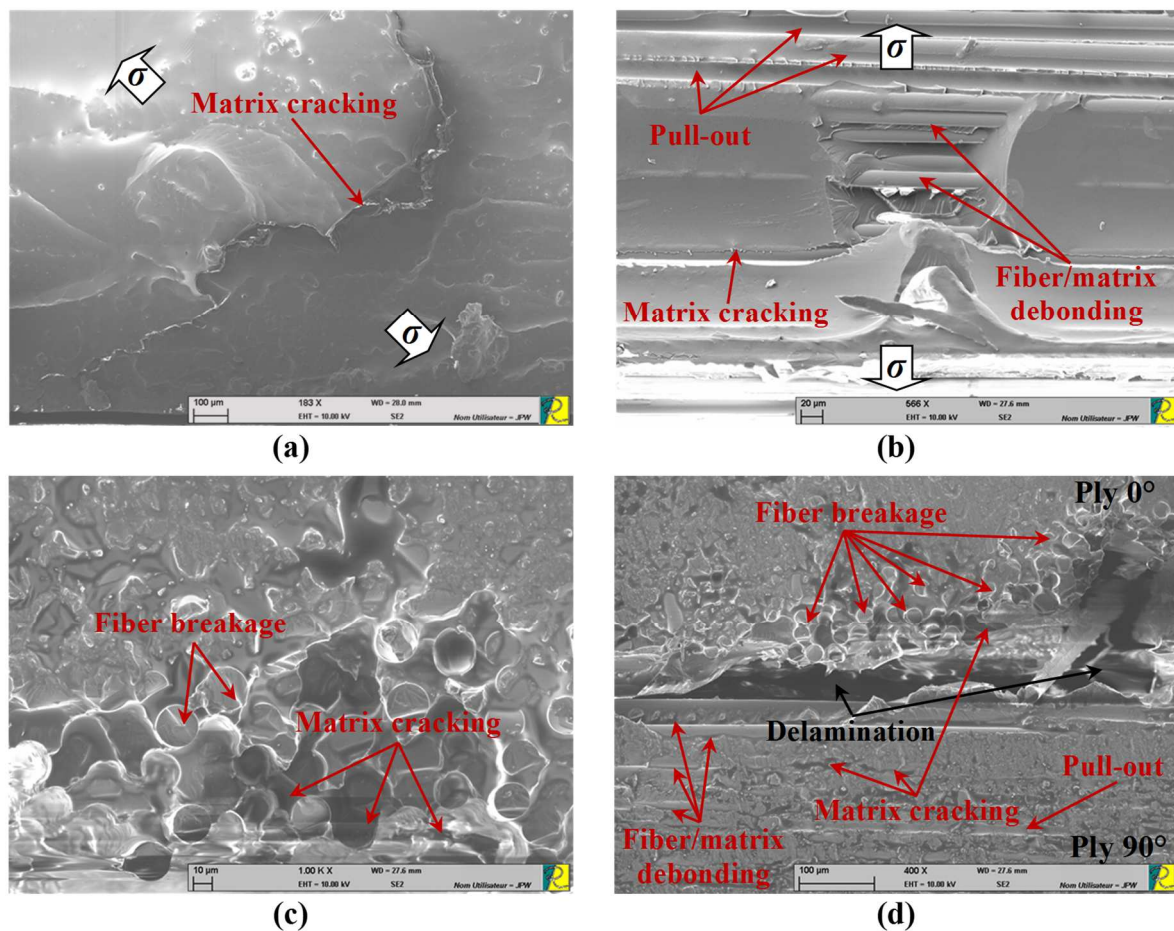 σ
Matrix cracking
σ
100 µm 183 X WD = 28.0 mm
EHT = 10.00 kV SE2 Nom Utilisateur = JPW
(a)
σ
Pull-out
Matrix cracking
Fiber/matrix
debonding
σ
20 µm 566 X WD = 27.6 mm
EHT = 10.00 kV SE2 Nom Utilisateur = JPW
(b)
Fiber breakage
Matrix cracking
10 µm 1.00 K X WD = 27.6 mm
EHT = 10.00 kV SE2 Nom Utilisateur = JPW
(c)
Ply 0°
Fiber breakage
Delamination
Pull-out
Matrix cracking
Fiber/matrix
debonding
Ply 90°
100 µm 400 X WD = 27.6 mm
EHT = 10.00 kV SE2 Nom Utilisateur = JPW
(d)